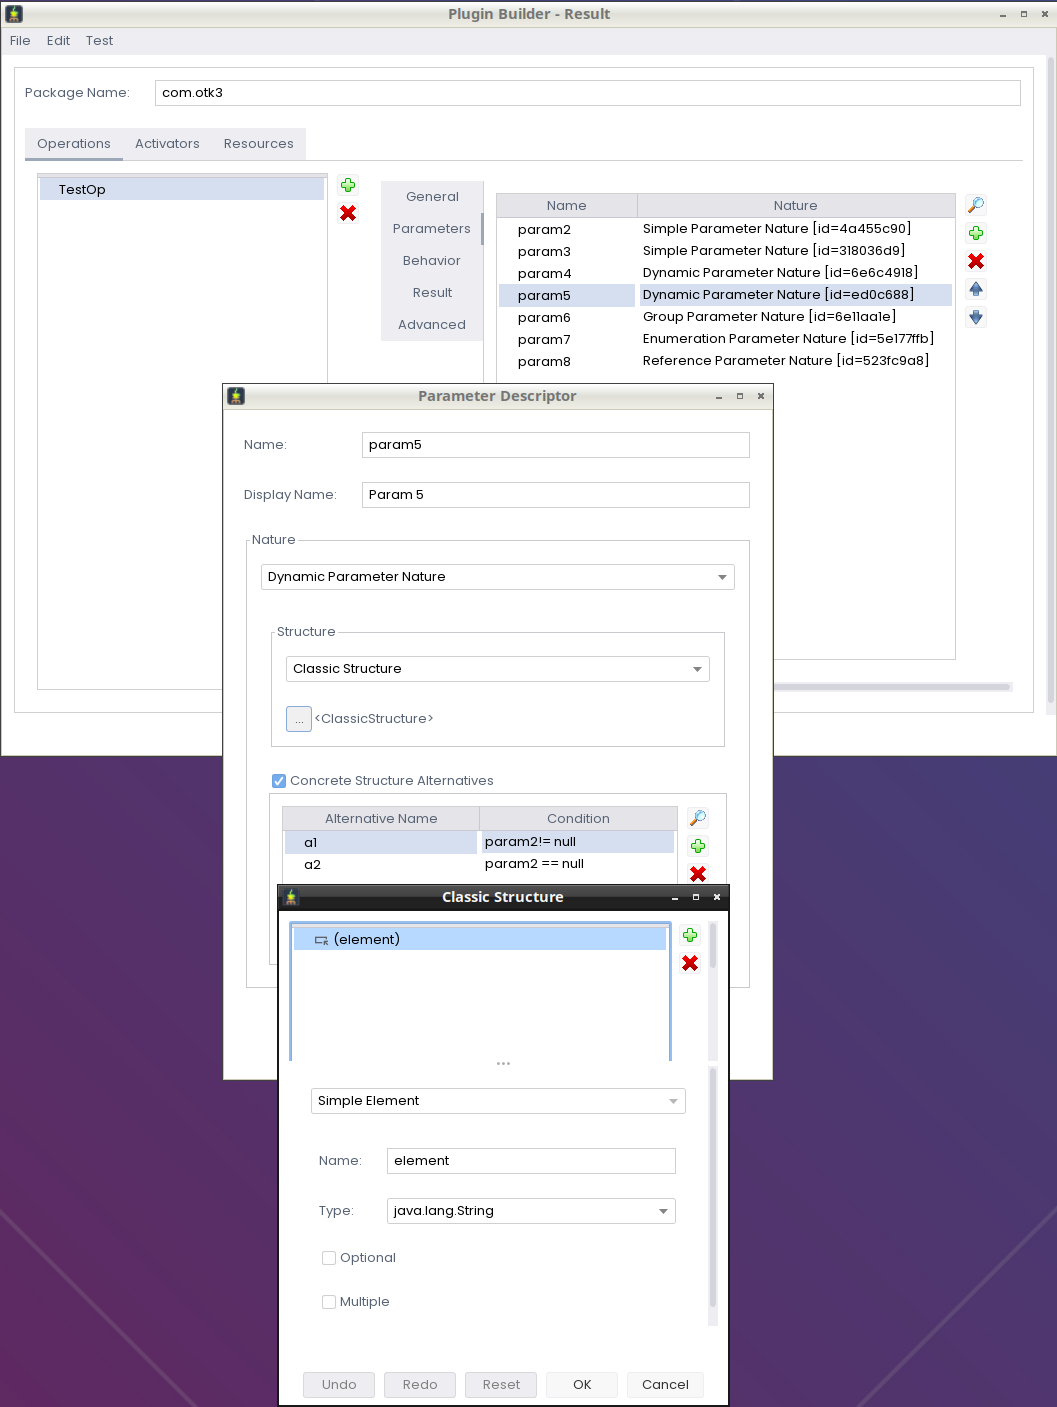 Plugin Builder - Result
File Edit Test
Package Name: com.otk3
Operations Activators Resources
TestOp
General
Parameters
Behavior
Result
Advanced
Name Nature
param2 Simple Parameter Nature [id=4a455c90]
param3 Simple Parameter Nature [id=318036d9]
param4 Dynamic Parameter Nature [id=6e6c4918]
param5 Dynamic Parameter Nature [id=ed0c688]
param6 Group Parameter Nature [id=6e11aa1e]
param7 Enumeration Parameter Nature [id=5e177ffb]
param8 Reference Parameter Nature [id=523fc9a8]
Parameter Descriptor
Name: param5
Display Name: Param 5
Nature
Dynamic Parameter Nature
Structure
Classic Structure
... <ClassicStructure>
Concrete Structure Alternatives
Alternative Name Condition
a1 param2!= null
a2 param2 == null
Classic Structure
(element)
Simple Element
Name: element
Type: java.lang.String
Optional
Multiple
Undo Redo Reset OK Cancel